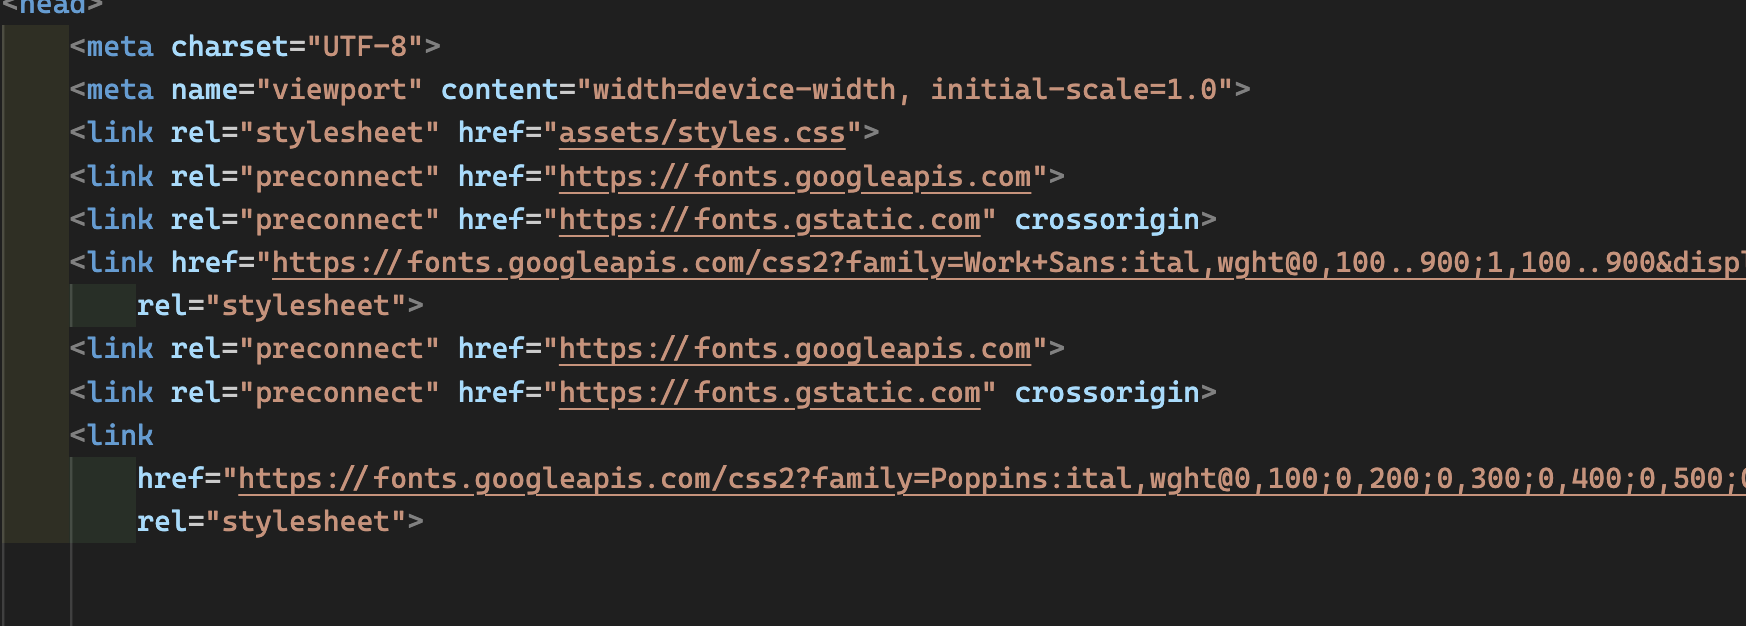 <head>
<meta charset="UTF-8">
<meta name="viewport" content="width=device-width, initial-scale=1.0">
<link rel="stylesheet" href="assets/styles.css">
<link rel="preconnect" href="https://fonts.googleapis.com">
<link rel="preconnect" href="https://fonts.gstatic.com" crossorigin>
<link href="https://fonts.googleapis.com/css2?family=Work+Sans:ital,wght@0,100..900;1,100..900&displ
rel="stylesheet">
<link rel="preconnect" href="https://fonts.googleapis.com">
<link rel="preconnect" href="https://fonts.gstatic.com" crossorigin>
<link
href="https://fonts.googleapis.com/css2?family=Poppins:ital,wght@0,100;0,200;0,300;0,400;0,500;0
rel="stylesheet">